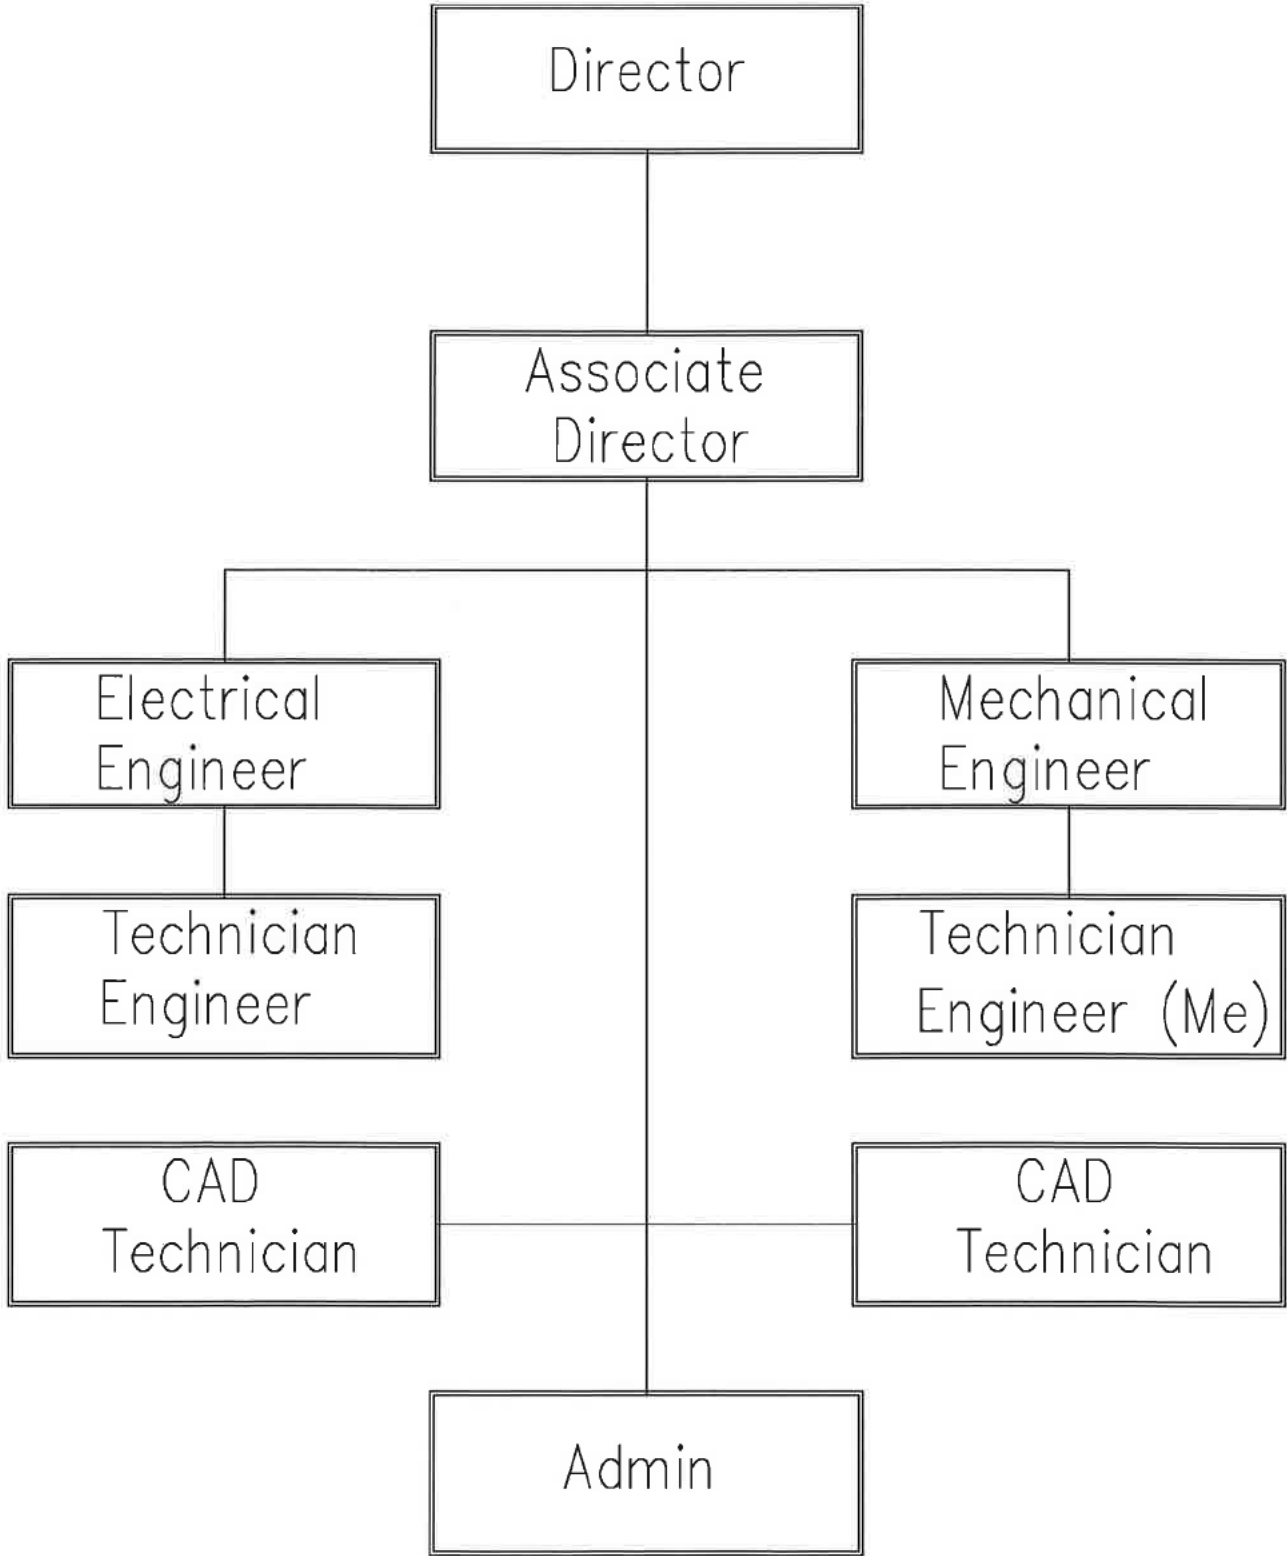 Director
Associate
Director
Electrical
Engineer
Mechanical
Engineer
Technician
Engineer
Technician
Engineer (Me)
CAD
Technician
CAD
Technician
Admin